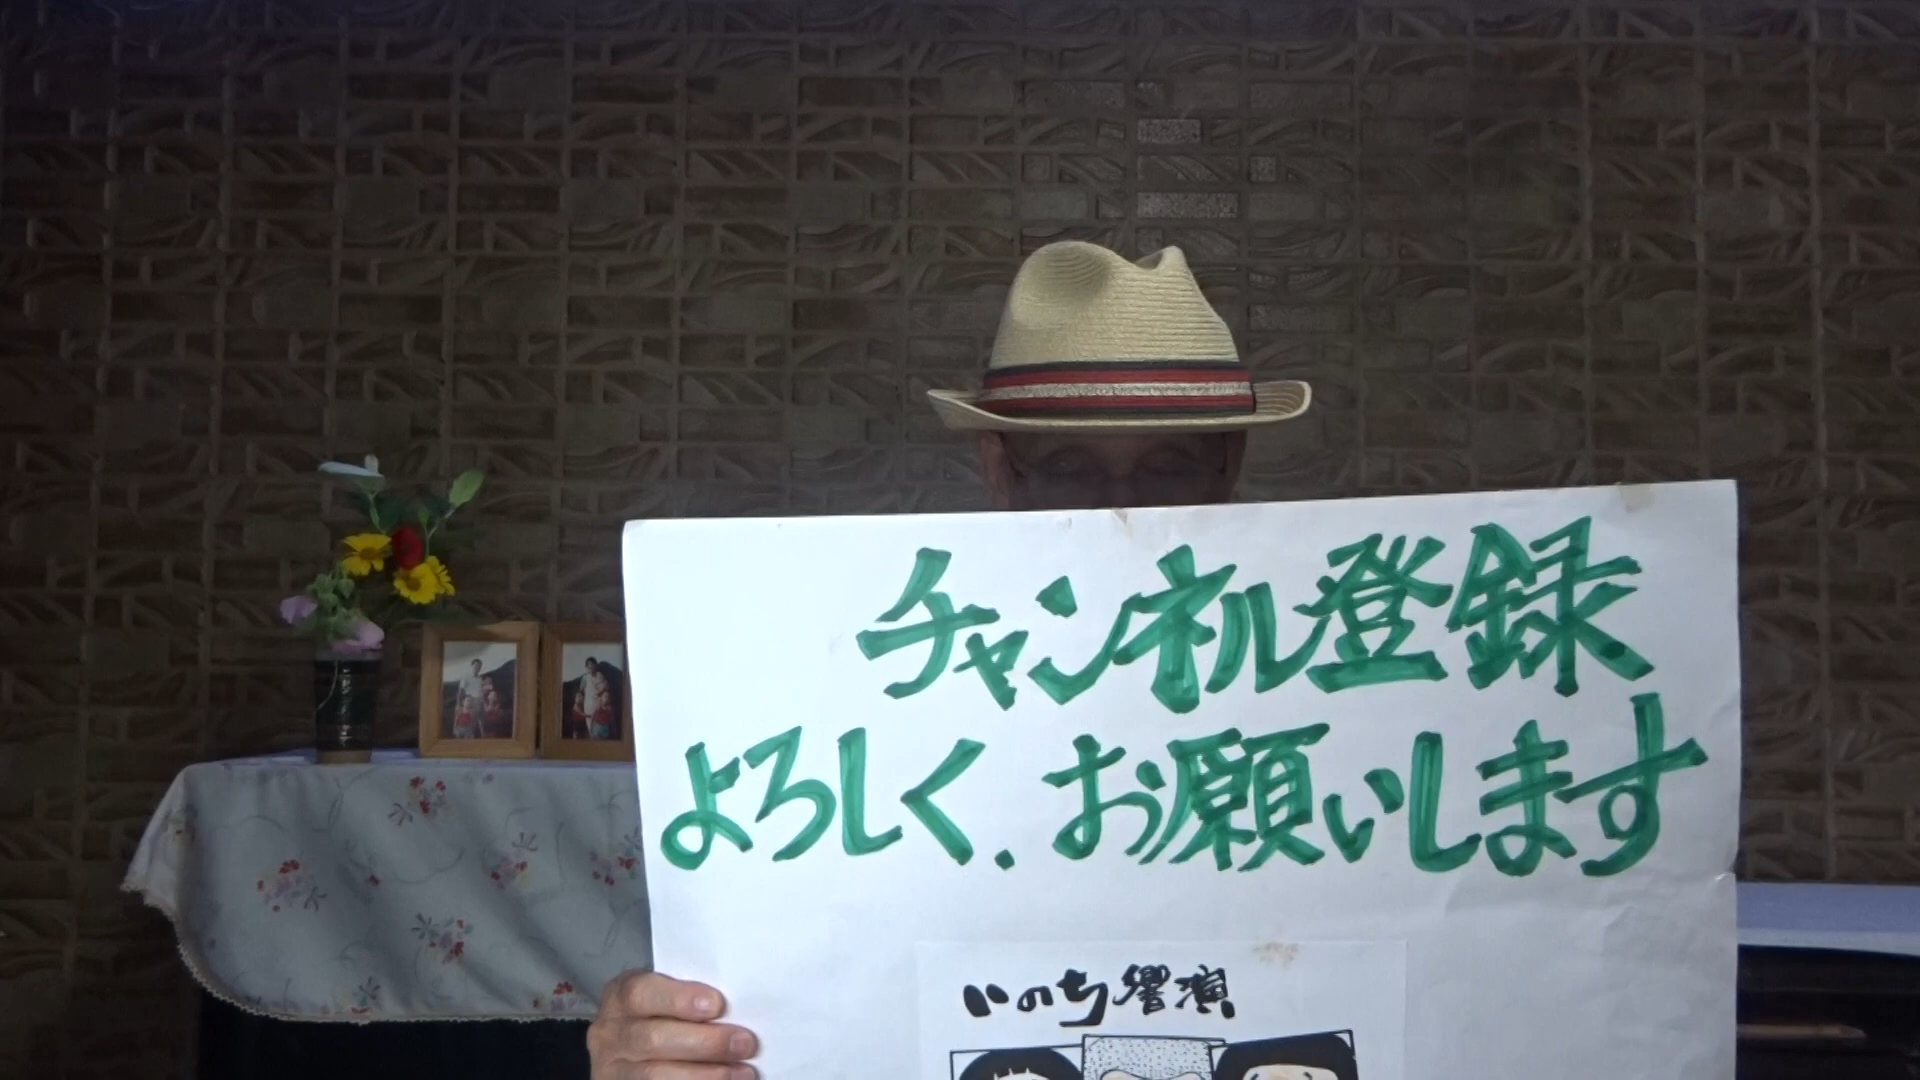 チャンネル登録
よろしく.お願いします
いのち響演